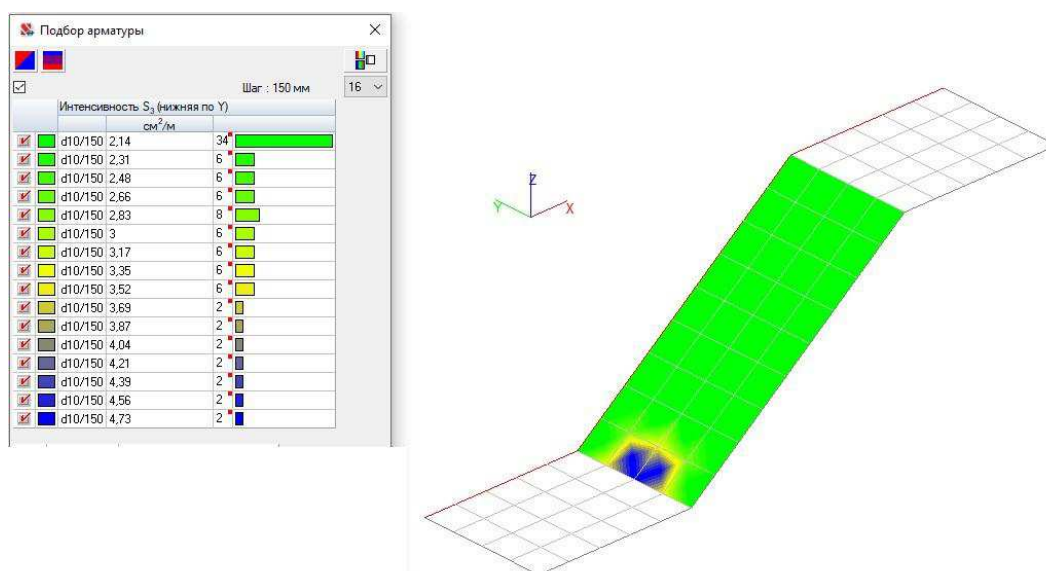 Подбор арматуры
Шаг : 150 мм 16
Интенсивность S3 (нижняя по Y)
см²/м
d10/150 2,14 34
d10/150 2,31 6
d10/150 2,48 6
d10/150 2,66 6
d10/150 2,83 8
d10/150 3 6
d10/150 3,17 6
d10/150 3,35 6
d10/150 3,52 6
d10/150 3,69 2
d10/150 3,87 2
d10/150 4,04 2
d10/150 4,21 2
d10/150 4,39 2
d10/150 4,56 2
d10/150 4,73 2
Z
Y
X